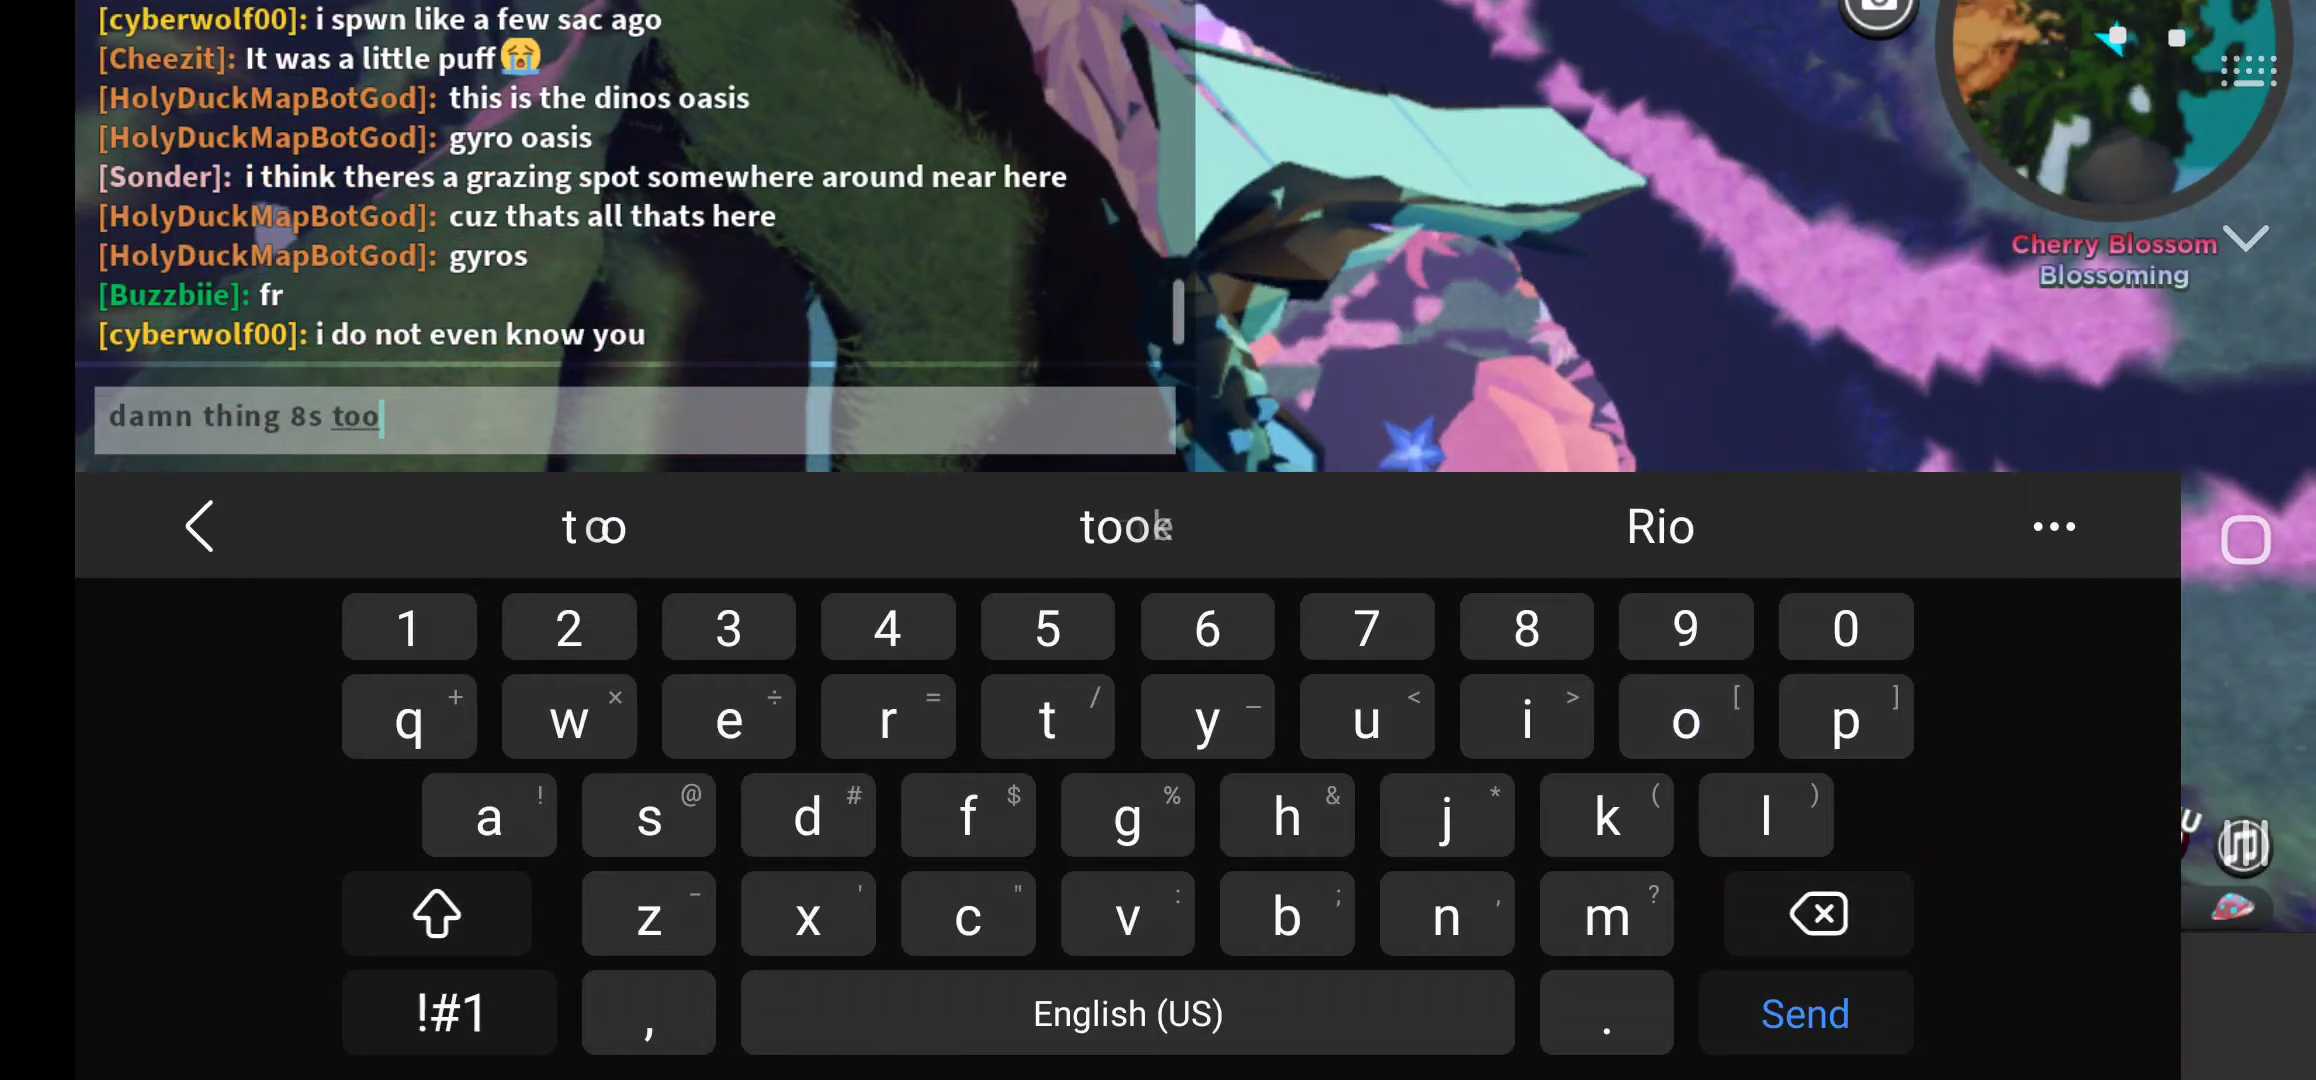 [cyberwolf00]: i spwn like a few sac ago
[Cheezit]: It was a little puff😭
[HolyDuckMapBotGod]: this is the dinos oasis
[HolyDuckMapBotGod]: gyro oasis
[Sonder]: i think theres a grazing spot somewhere around near here
[HolyDuckMapBotGod]: cuz thats all thats here
[HolyDuckMapBotGod]: gyros
[Buzzbiie]: fr
[cyberwolf00]: i do not even know you
Cherry Blossom
Blossoming
damn thing 8s too
too Rio ...
1 2 3 4 5 6 7 8 9 0
q + w × e ÷ r = t / y _ u < i > o [ p ]
a ! s @ d # f $ g % h & j * k ( l )
z - x ' c " v : b ; n , m ?
!#1 , English (US) . Send